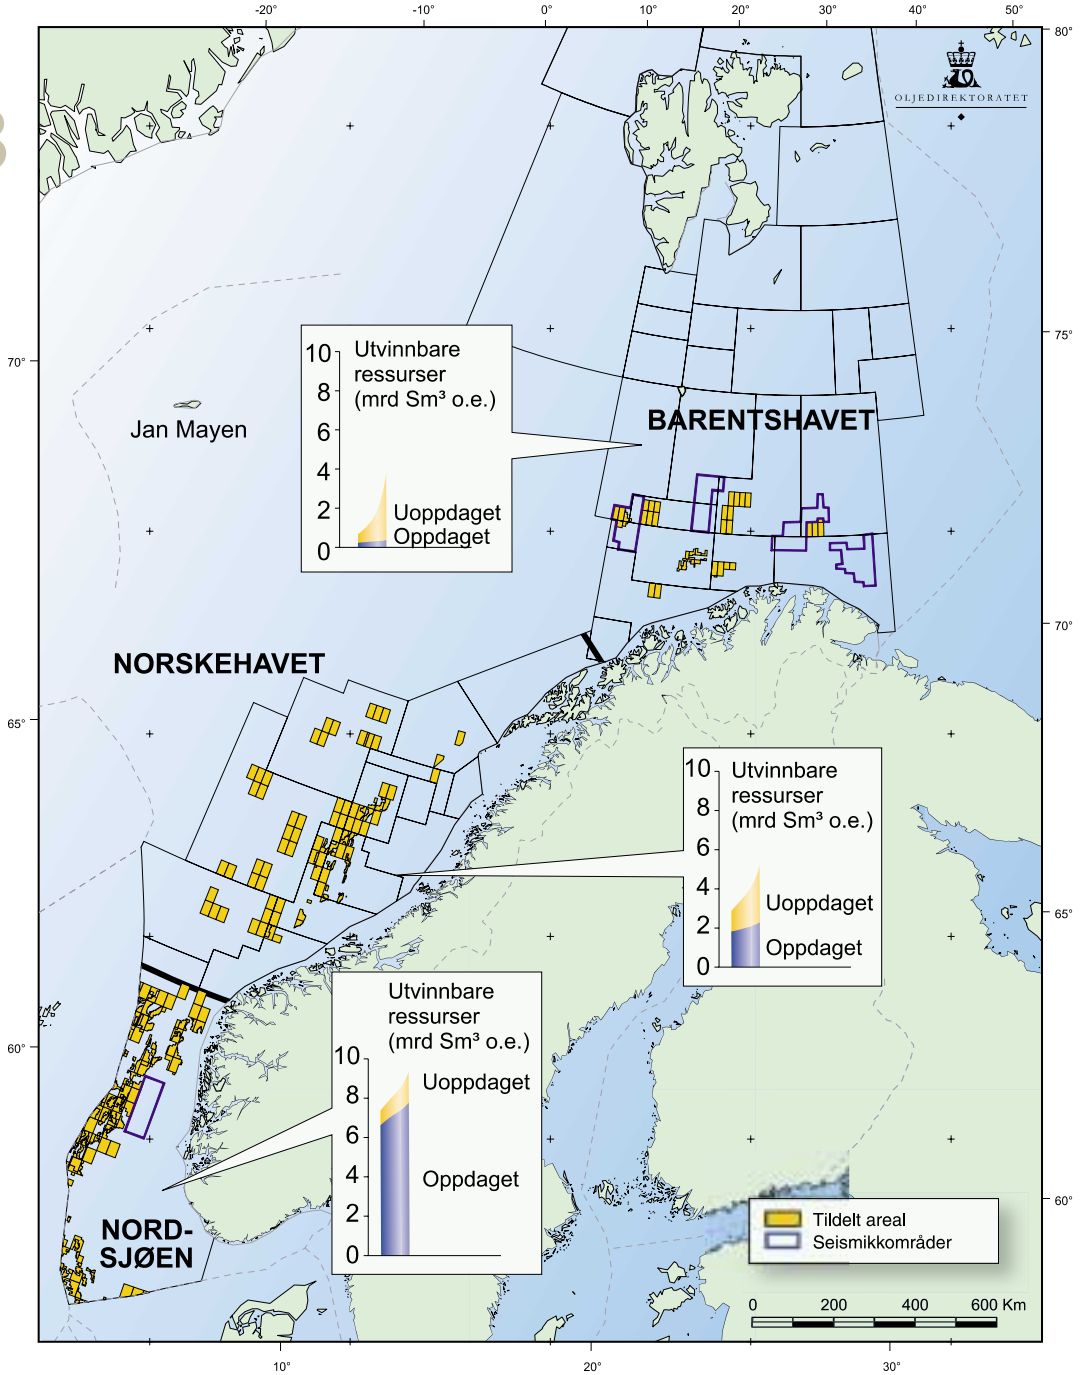 -20°
-10°
0°
10°
20°
30°
40°
50°
80°
OLJEDIREKTORATET
75°
70°
10
8
6
4
2
0
Utvinnbare
ressurser
(mrd Sm³ o.e.)
Uoppdaget
Oppdaget
Jan Mayen
BARENTSHAVET
70°
NORSKEHAVET
65°
10
8
6
4
2
0
Utvinnbare
ressurser
(mrd Sm³ o.e.)
Uoppdaget
Oppdaget
65°
Utvinnbare
ressurser
(mrd Sm³ o.e.)
10
8
6
4
2
0
Uoppdaget
Oppdaget
60°
60°
NORD-
SJØEN
Tildelt areal
Seismikkområder
0 200 400 600 Km
10°
20°
30°